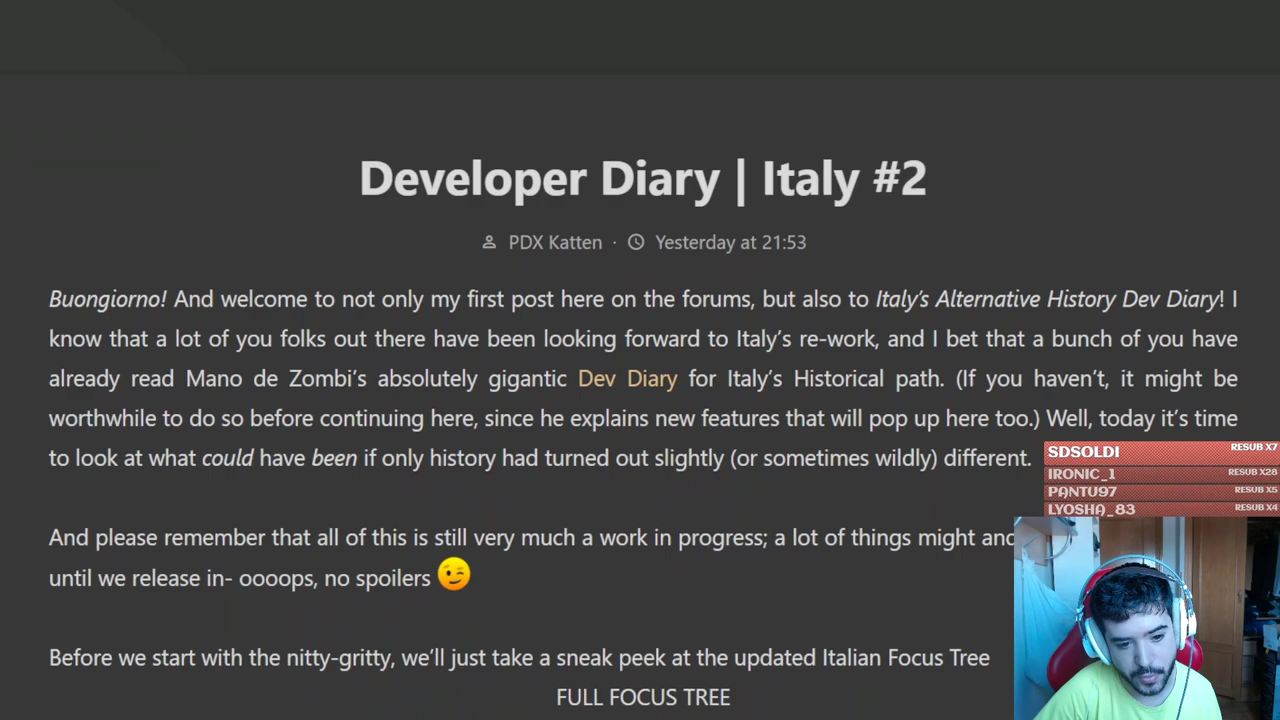 Developer Diary | Italy #2
PDX Katten · Yesterday at 21:53
Buongiorno! And welcome to not only my first post here on the forums, but also to Italy's Alternative History Dev Diary! I
know that a lot of you folks out there have been looking forward to Italy's re-work, and I bet that a bunch of you have
already read Mano de Zombi's absolutely gigantic Dev Diary for Italy's Historical path. (If you haven't, it might be
worthwhile to do so before continuing here, since he explains new features that will pop up here too.) Well, today it's time
to look at what could have been if only history had turned out slightly (or sometimes wildly) different.
SDSOLDI RESUB X7
IRONIC_1 RESUB X28
PANTU97 RESUB X5
LYOSHA_83 RESUB X4
And please remember that all of this is still very much a work in progress; a lot of things might and
until we release in- oooops, no spoilers 😉
Before we start with the nitty-gritty, we'll just take a sneak peek at the updated Italian Focus Tree
FULL FOCUS TREE